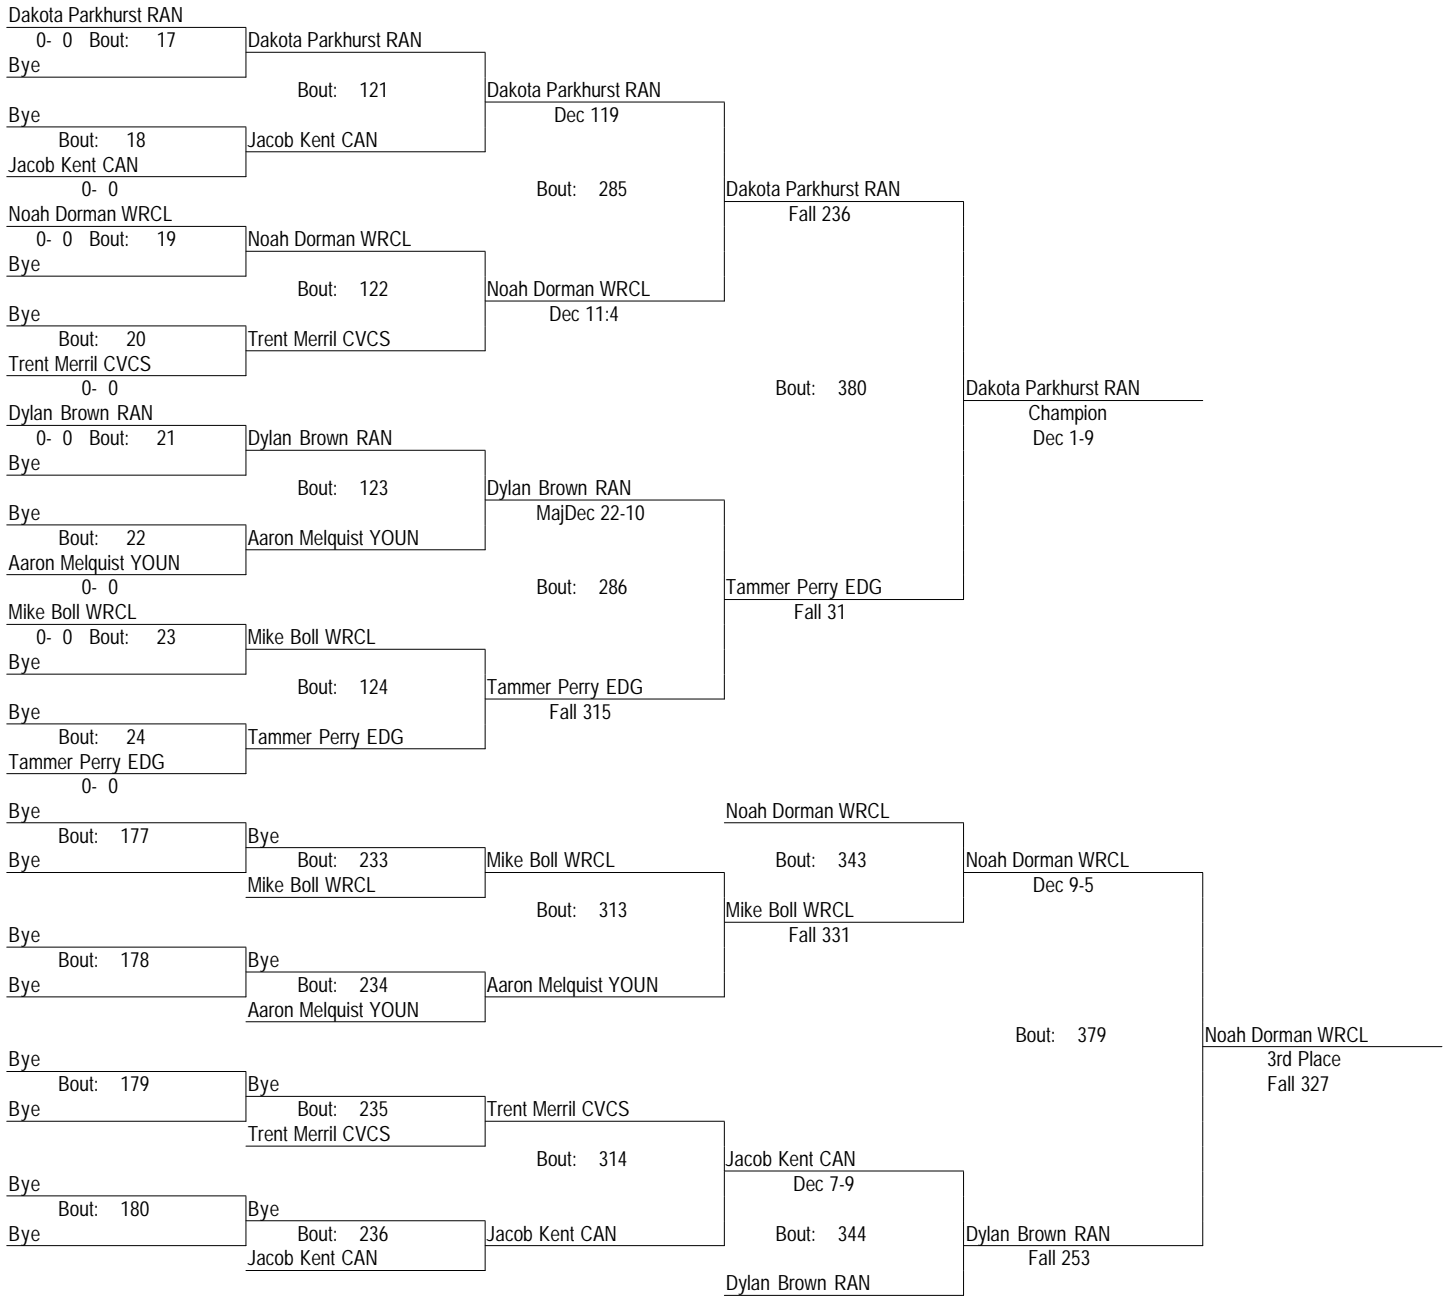 Dakota Parkhurst RAN
0- 0 Bout: 17 Dakota Parkhurst RAN
Bye
Bout: 121 Dakota Parkhurst RAN
Bye Dec 119
Bout: 18 Jacob Kent CAN
Jacob Kent CAN
0- 0 Bout: 285 Dakota Parkhurst RAN
Noah Dorman WRCL Fall 236
0- 0 Bout: 19 Noah Dorman WRCL
Bye
Bout: 122 Noah Dorman WRCL
Bye Dec 11:4
Bout: 20 Trent Merril CVCS
Trent Merril CVCS
0- 0 Bout: 380 Dakota Parkhurst RAN
Dylan Brown RAN Champion
0- 0 Bout: 21 Dylan Brown RAN Dec 1-9
Bye
Bout: 123 Dylan Brown RAN
Bye MajDec 22-10
Bout: 22 Aaron Melquist YOUN
Aaron Melquist YOUN
0- 0 Bout: 286 Tammer Perry EDG
Mike Boll WRCL Fall 31
0- 0 Bout: 23 Mike Boll WRCL
Bye
Bout: 124 Tammer Perry EDG
Bye Fall 315
Bout: 24 Tammer Perry EDG
Tammer Perry EDG
0- 0
Bye Noah Dorman WRCL
Bout: 177 Bye
Bye Bout: 233 Mike Boll WRCL Bout: 343 Noah Dorman WRCL
Mike Boll WRCL Dec 9-5
Bout: 313 Mike Boll WRCL
Bye Fall 331
Bout: 178 Bye
Bye Bout: 234 Aaron Melquist YOUN
Aaron Melquist YOUN
Bout: 379 Noah Dorman WRCL
Bye 3rd Place
Bout: 179 Bye Fall 327
Bye Bout: 235 Trent Merril CVCS
Trent Merril CVCS
Bout: 314 Jacob Kent CAN
Bye Dec 7-9
Bout: 180 Bye
Bye Bout: 236 Jacob Kent CAN Bout: 344 Dylan Brown RAN
Jacob Kent CAN Fall 253
Dylan Brown RAN